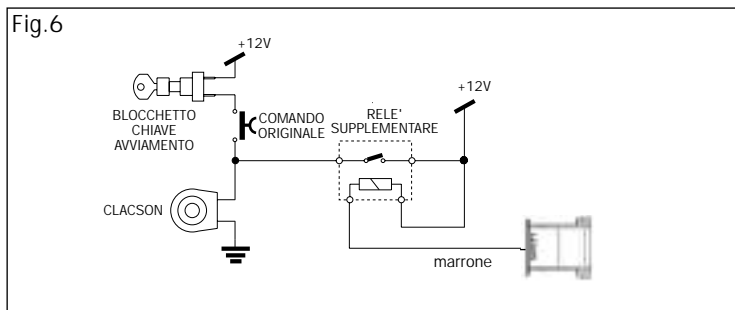 Fig.6
+12V
BLOCCHETTO
CHIAVE
AVVIAMENTO
COMANDO
ORIGINALE
RELE'
SUPPLEMENTARE
+12V
CLACSON
marrone